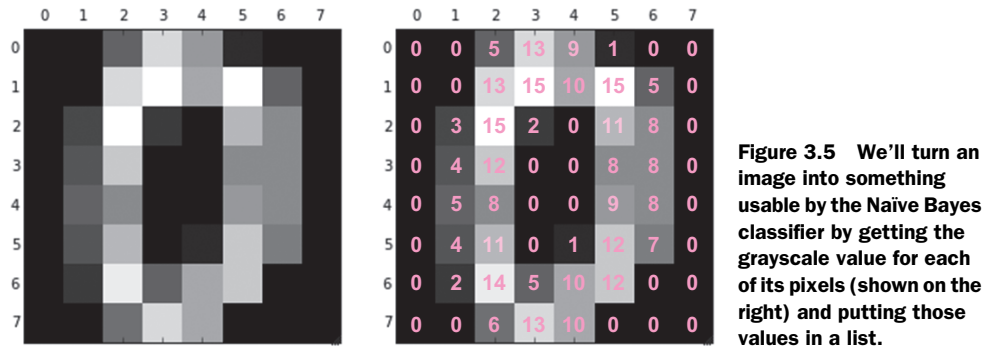 0 1 2 3 4 5 6 7
0
1
2
3
4
5
6
7
0 1 2 3 4 5 6 7
0 0 0 5 13 9 1 0 0
1 0 0 13 15 10 15 5 0
2 0 3 15 2 0 11 8 0
3 0 4 12 0 0 8 8 0
4 0 5 8 0 0 9 8 0
5 0 4 11 0 1 12 7 0
6 0 2 14 5 10 12 0 0
7 0 0 6 13 10 0 0 0
Figure 3.5 We'll turn an
image into something
usable by the Naïve Bayes
classifier by getting the
grayscale value for each
of its pixels (shown on the
right) and putting those
values in a list.